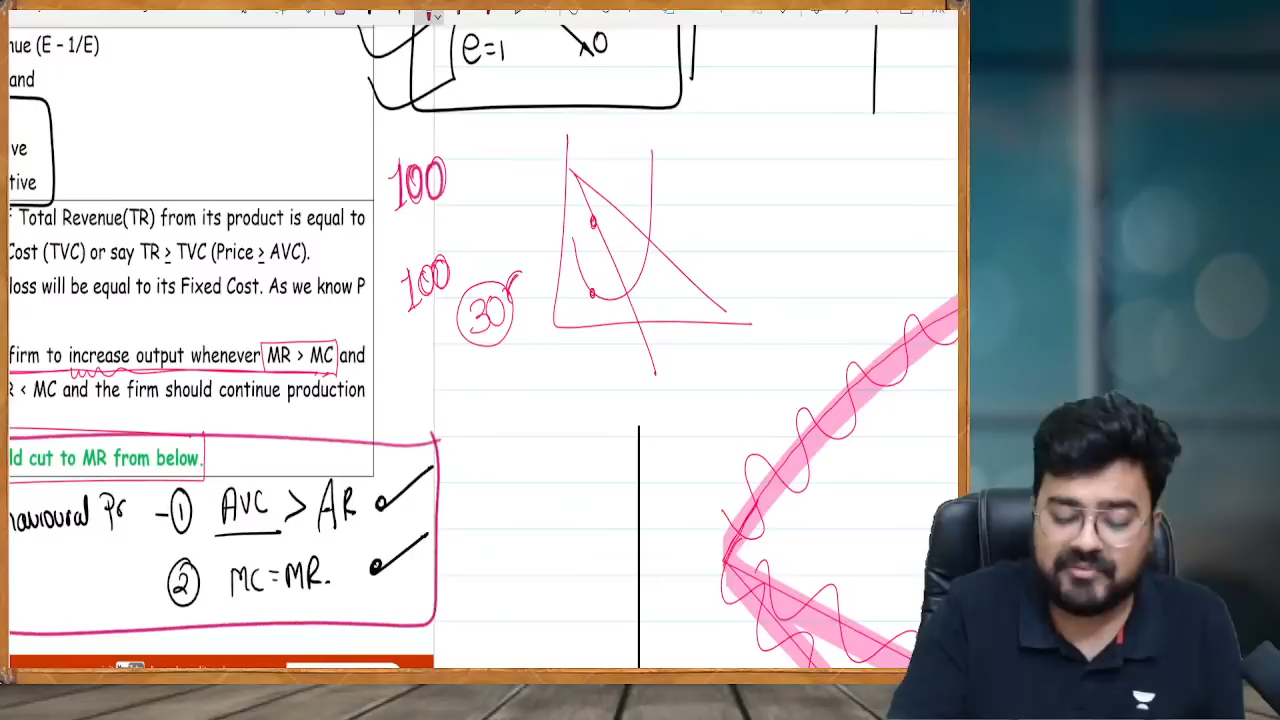 nue (E - 1/E)
and
ve
tive
Total Revenue(TR) from its product is equal to
Cost (TVC) or say TR ≥ TVC (Price ≥ AVC).
loss will be equal to its Fixed Cost. As we know P
firm to increase output whenever MR > MC and
< MC and the firm should continue production
ld cut to MR from below.
havioural Pr -① AVC > AR
② MC = MR.
e=1
0
100
100
30